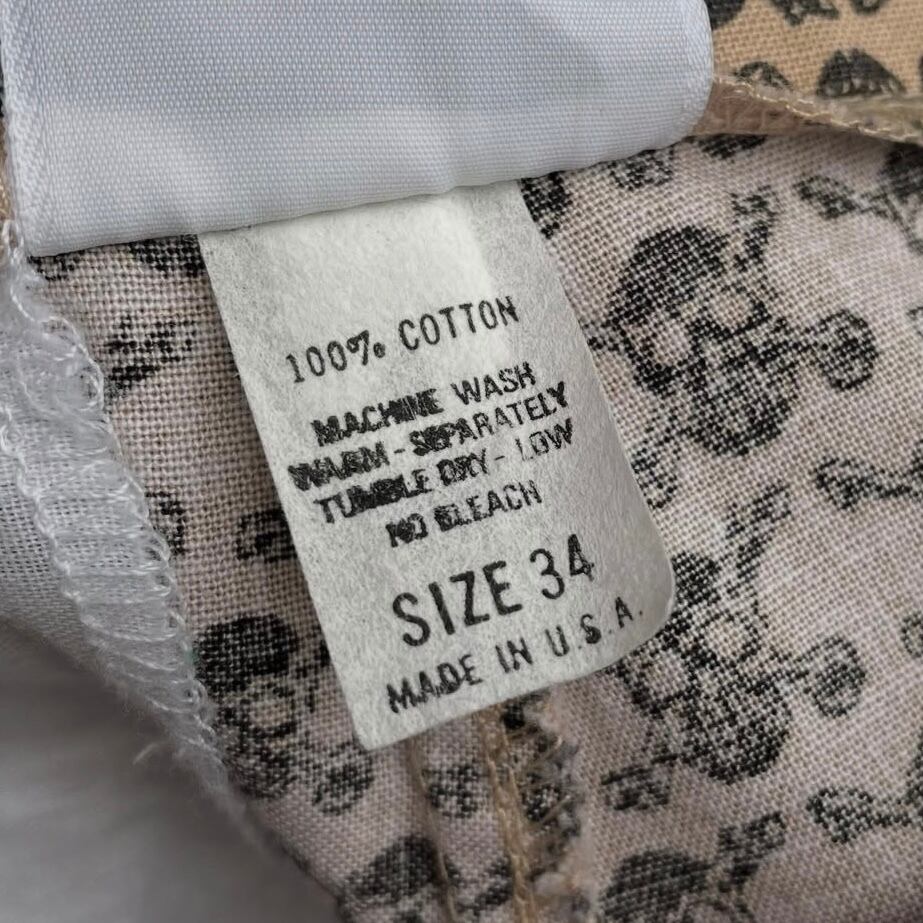 100% COTTON
MACHINE WASH
WARM-SEPARATELY
TUMBLE DRY-LOW
NO BLEACH
SIZE 34
MADE IN U.S.A.